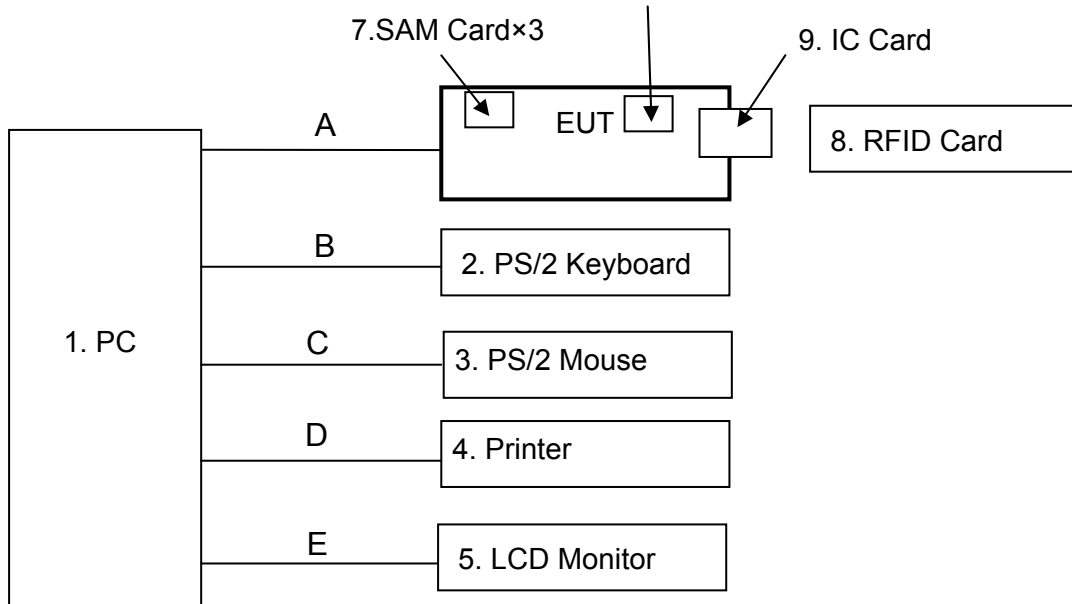 7.SAM Card×3
9. IC Card
A
EUT
8. RFID Card
B
2. PS/2 Keyboard
1. PC
C
3. PS/2 Mouse
D
4. Printer
E
5. LCD Monitor